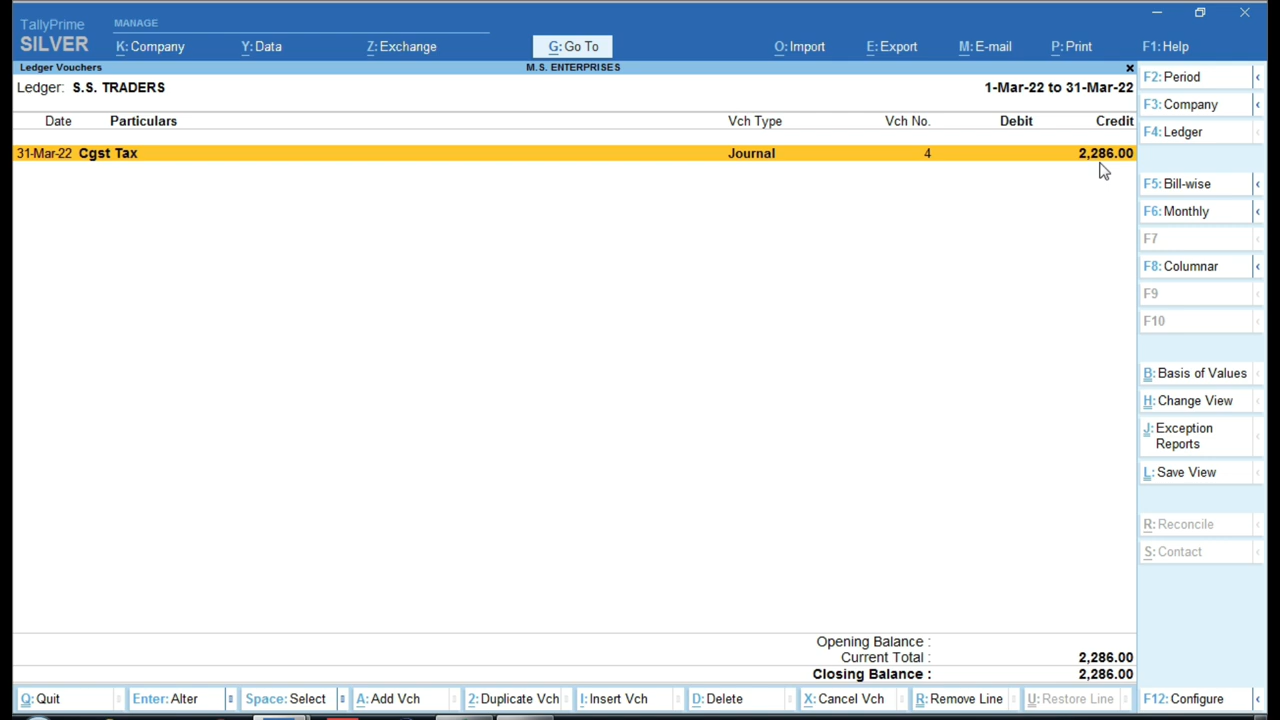 TallyPrime MANAGE
SILVER K: Company Y: Data Z: Exchange G: Go To O: Import E: Export M: E-mail P: Print F1: Help
Ledger Vouchers M.S. ENTERPRISES
Ledger: S.S. TRADERS 1-Mar-22 to 31-Mar-22
Date Particulars Vch Type Vch No. Debit Credit
31-Mar-22 Cgst Tax Journal 4 2,286.00
F2: Period
F3: Company
F4: Ledger
F5: Bill-wise
F6: Monthly
F7
F8: Columnar
F9
F10
B: Basis of Values
H: Change View
J: Exception
Reports
L: Save View
R: Reconcile
S: Contact
Opening Balance :
Current Total : 2,286.00
Closing Balance : 2,286.00
Q: Quit Enter: Alter Space: Select A: Add Vch 2: Duplicate Vch I: Insert Vch D: Delete X: Cancel Vch R: Remove Line U: Restore Line F12: Configure